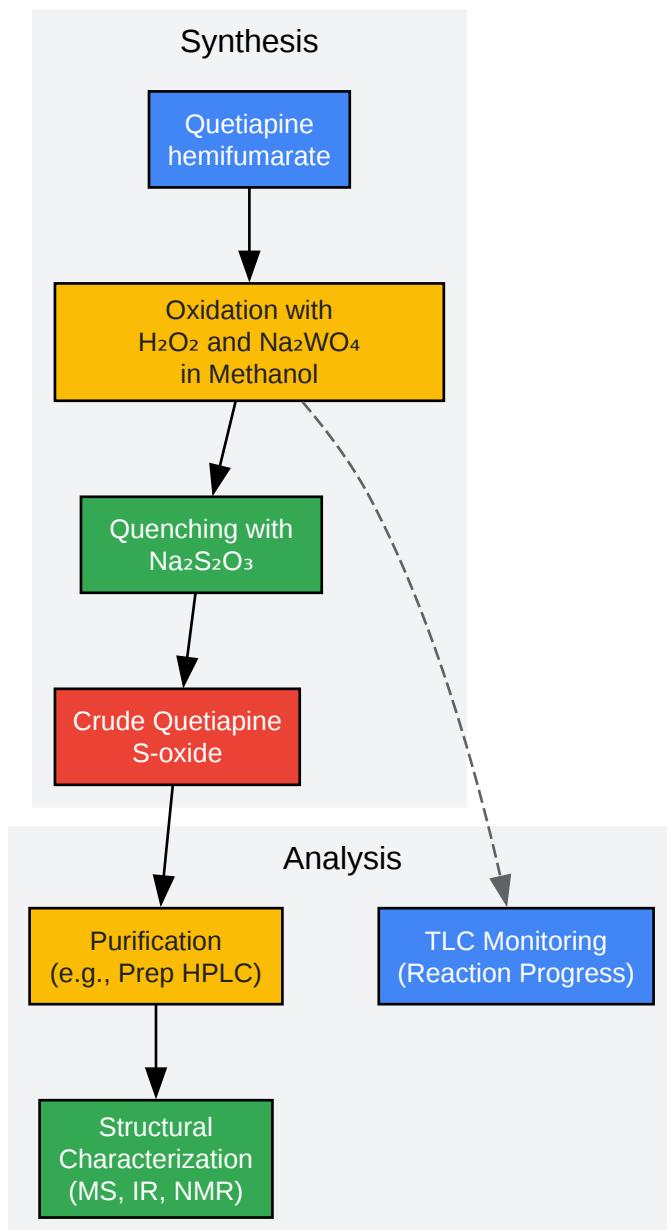 Synthesis
Quetiapine
hemifumarate
Oxidation with
H₂O₂ and Na₂WO₄
in Methanol
Quenching with
Na₂S₂O₃
Crude Quetiapine
S-oxide
Analysis
Purification
(e.g., Prep HPLC)
TLC Monitoring
(Reaction Progress)
Structural
Characterization
(MS, IR, NMR)